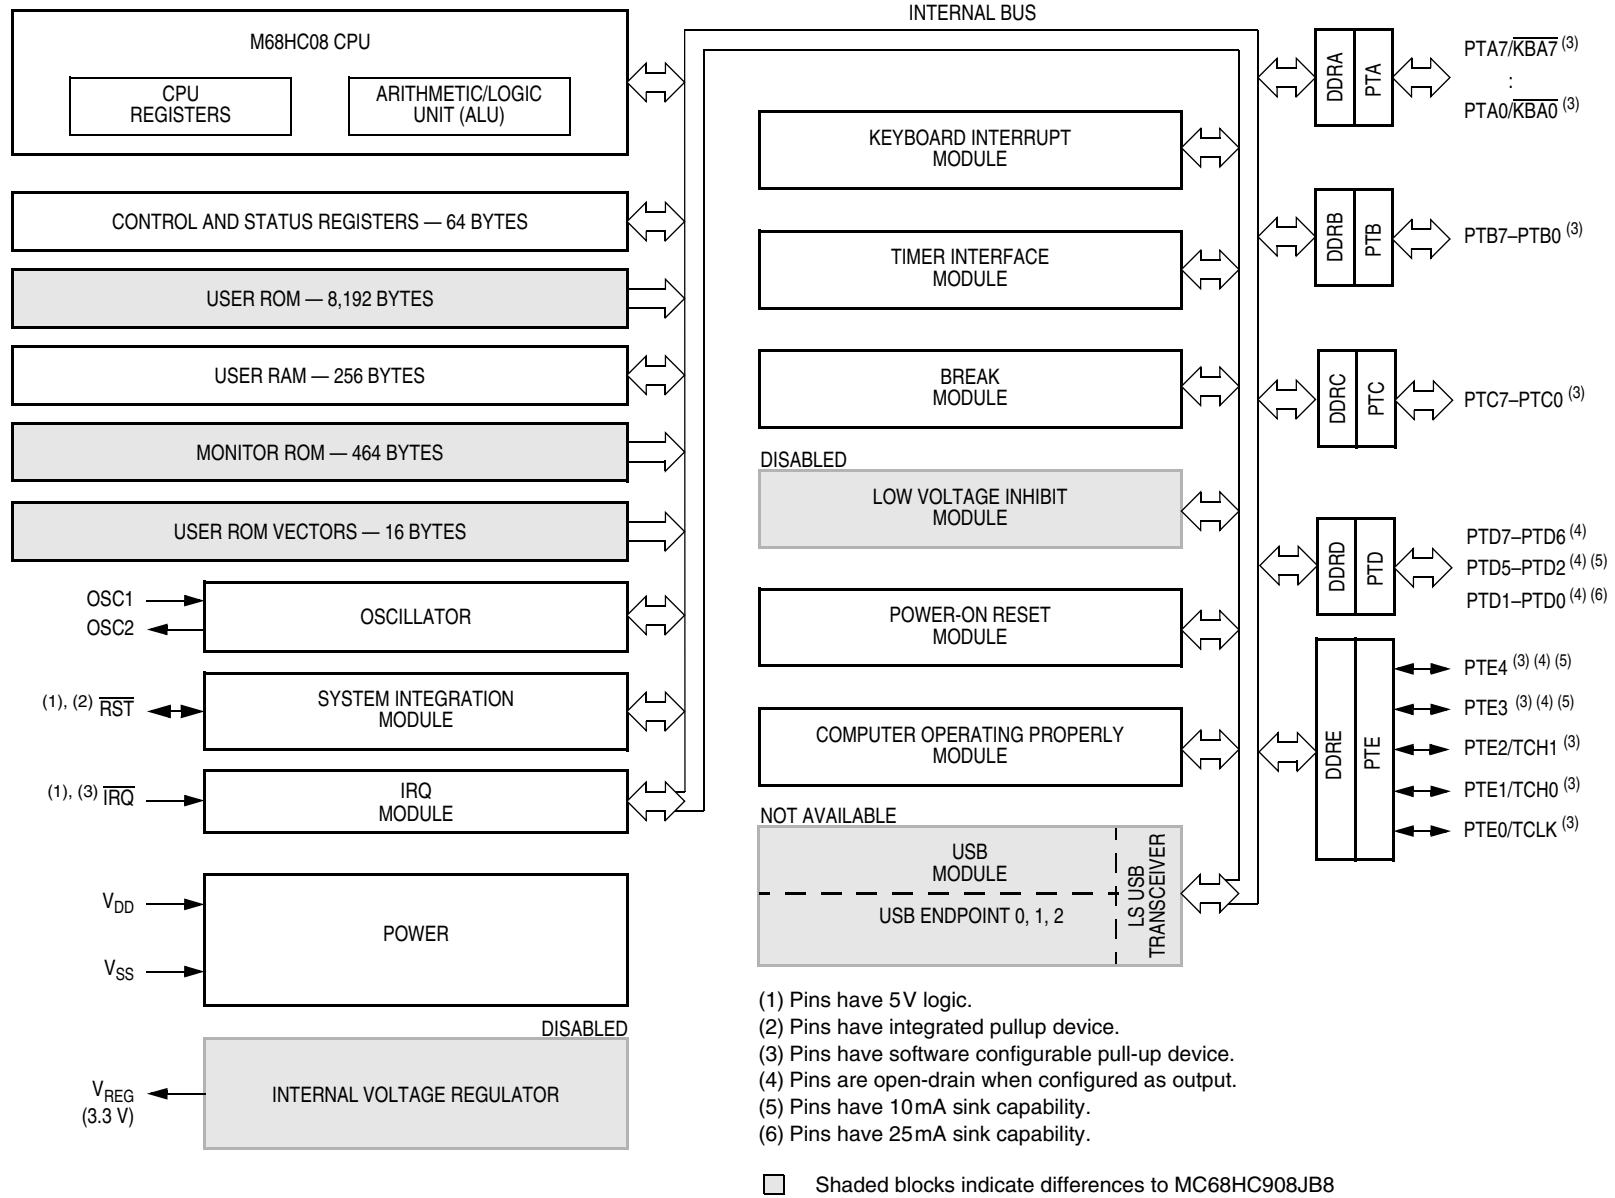 INTERNAL BUS
M68HC08 CPU
CPU
REGISTERS
ARITHMETIC/LOGIC
UNIT (ALU)
CONTROL AND STATUS REGISTERS — 64 BYTES
USER ROM — 8,192 BYTES
USER RAM — 256 BYTES
MONITOR ROM — 464 BYTES
USER ROM VECTORS — 16 BYTES
OSC1
OSC2
OSCILLATOR
(1), (2) RST
SYSTEM INTEGRATION
MODULE
(1), (3) IRQ
IRQ
MODULE
VDD
VSS
POWER
DISABLED
VREG
(3.3 V)
INTERNAL VOLTAGE REGULATOR
KEYBOARD INTERRUPT
MODULE
TIMER INTERFACE
MODULE
BREAK
MODULE
DISABLED
LOW VOLTAGE INHIBIT
MODULE
POWER-ON RESET
MODULE
COMPUTER OPERATING PROPERLY
MODULE
NOT AVAILABLE
USB
MODULE
USB ENDPOINT 0, 1, 2
LS USB
TRANSCEIVER
DDRA
PTA
PTA7/KBA7 (3)
:
PTA0/KBA0 (3)
DDRB
PTB
PTB7–PTB0 (3)
DDRC
PTC
PTC7–PTC0 (3)
DDRD
PTD
PTD7–PTD6 (4)
PTD5–PTD2 (4) (5)
PTD1–PTD0 (4) (6)
DDRE
PTE
PTE4 (3) (4) (5)
PTE3 (3) (4) (5)
PTE2/TCH1 (3)
PTE1/TCH0 (3)
PTE0/TCLK (3)
(1) Pins have 5V logic.
(2) Pins have integrated pullup device.
(3) Pins have software configurable pull-up device.
(4) Pins are open-drain when configured as output.
(5) Pins have 10mA sink capability.
(6) Pins have 25mA sink capability.
Shaded blocks indicate differences to MC68HC908JB8